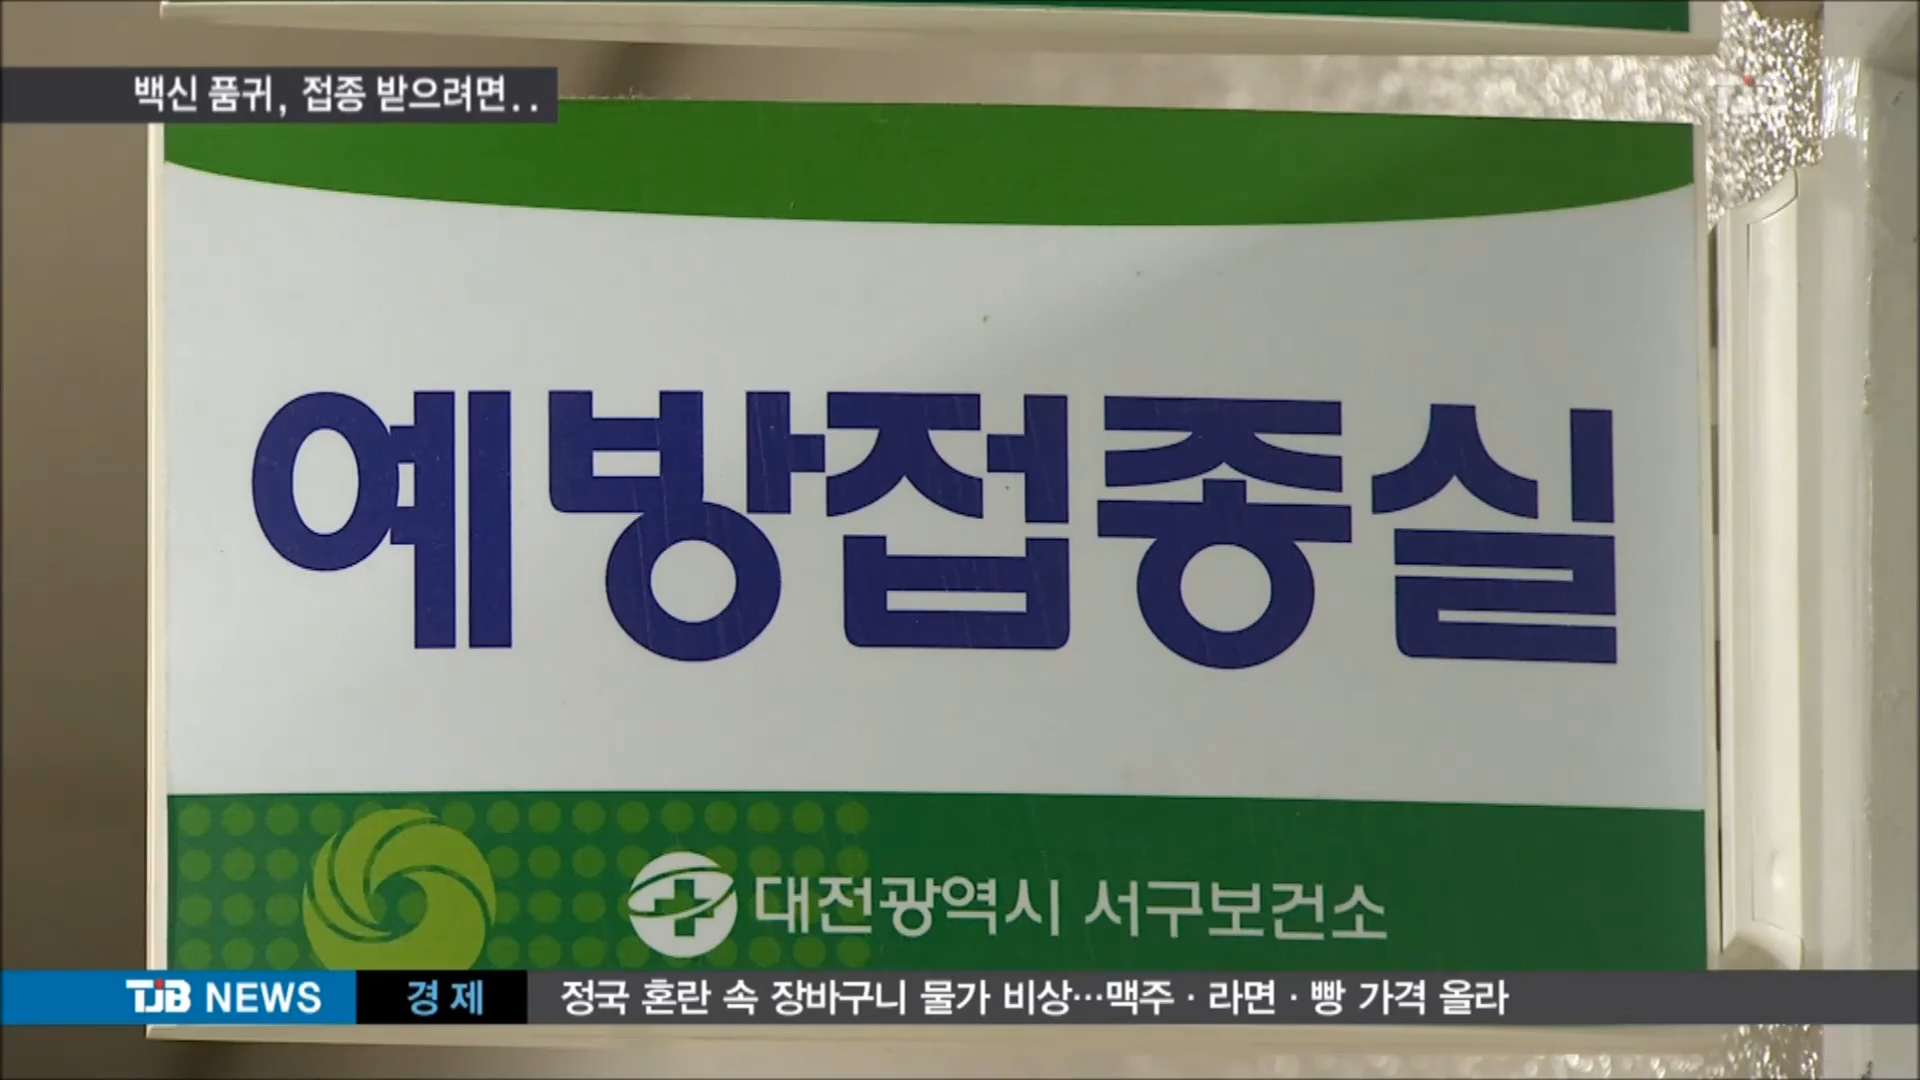 백신 품귀, 접종 받으려면..
TJB
예방접종실
대전광역시 서구보건소
TJB NEWS 경제 정국 혼란 속 장바구니 물가 비상…맥주·라면·빵 가격 올라